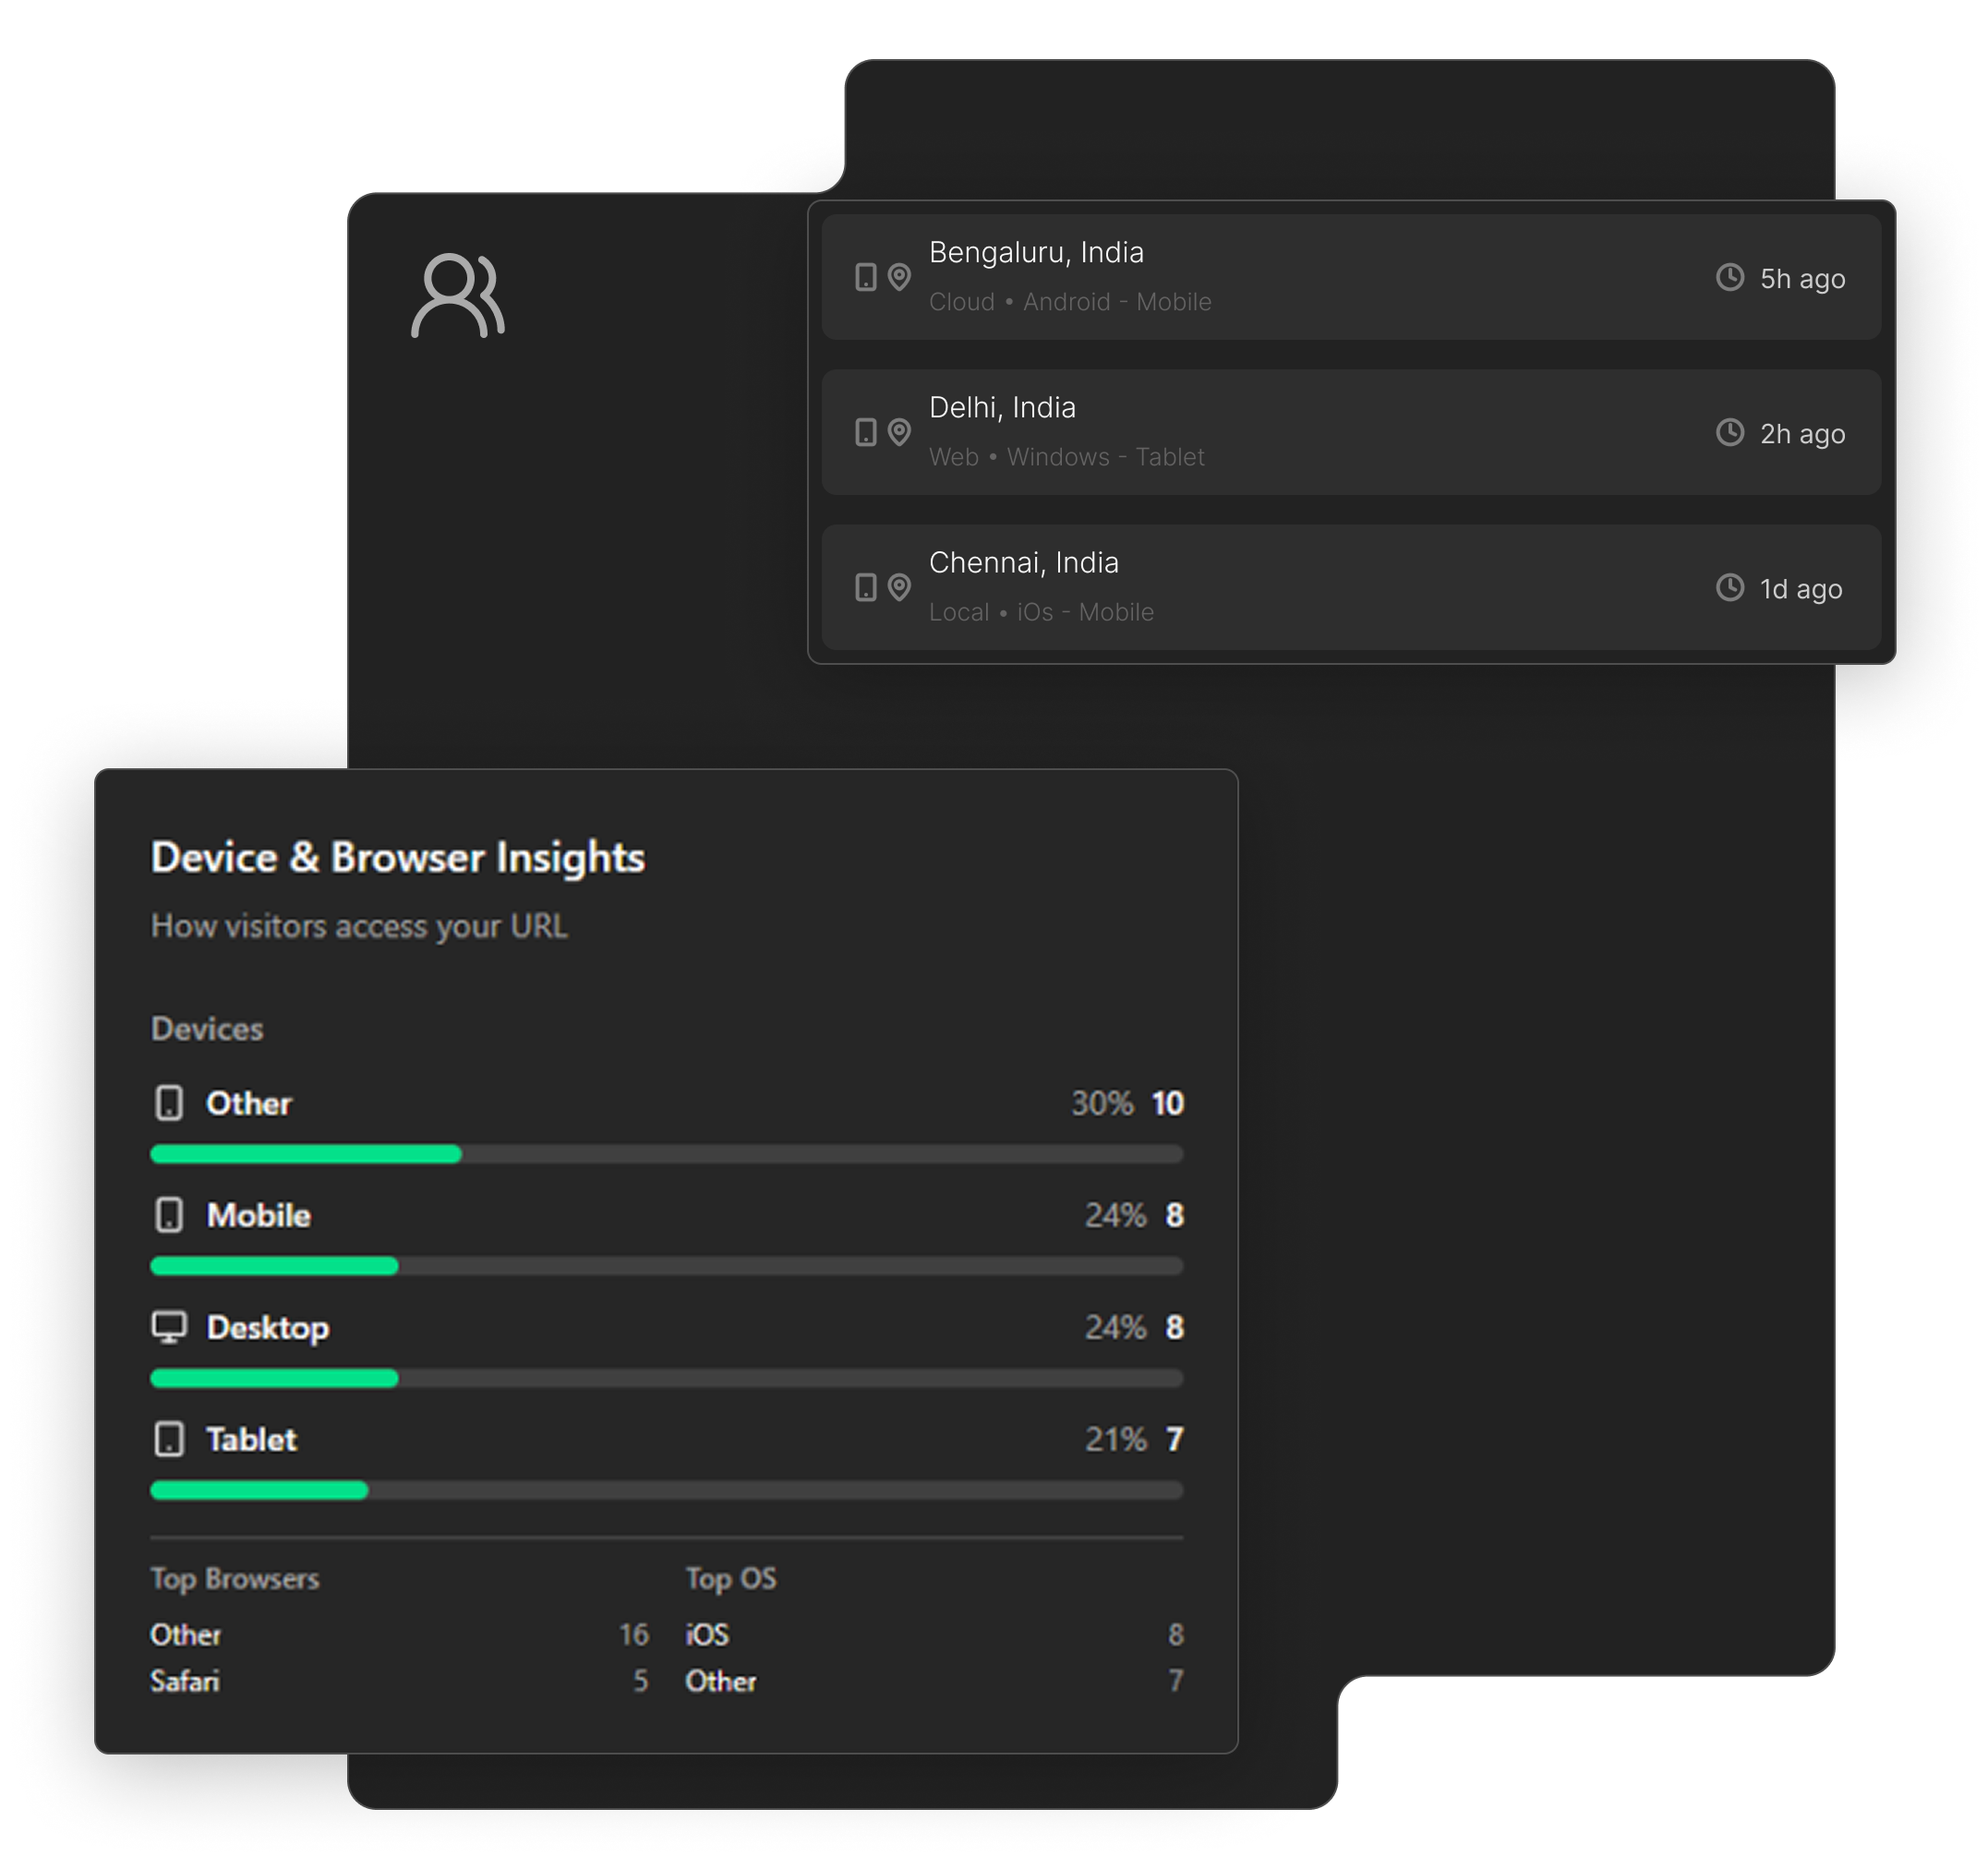 Bengaluru, India
Cloud • Android - Mobile
5h ago
Delhi, India
Web • Windows - Tablet
2h ago
Chennai, India
Local • iOs - Mobile
1d ago
Device & Browser Insights
How visitors access your URL
Devices
Other 30% 10
Mobile 24% 8
Desktop 24% 8
Tablet 21% 7
Top Browsers Top OS
Other 16 iOS 8
Safari 5 Other 7